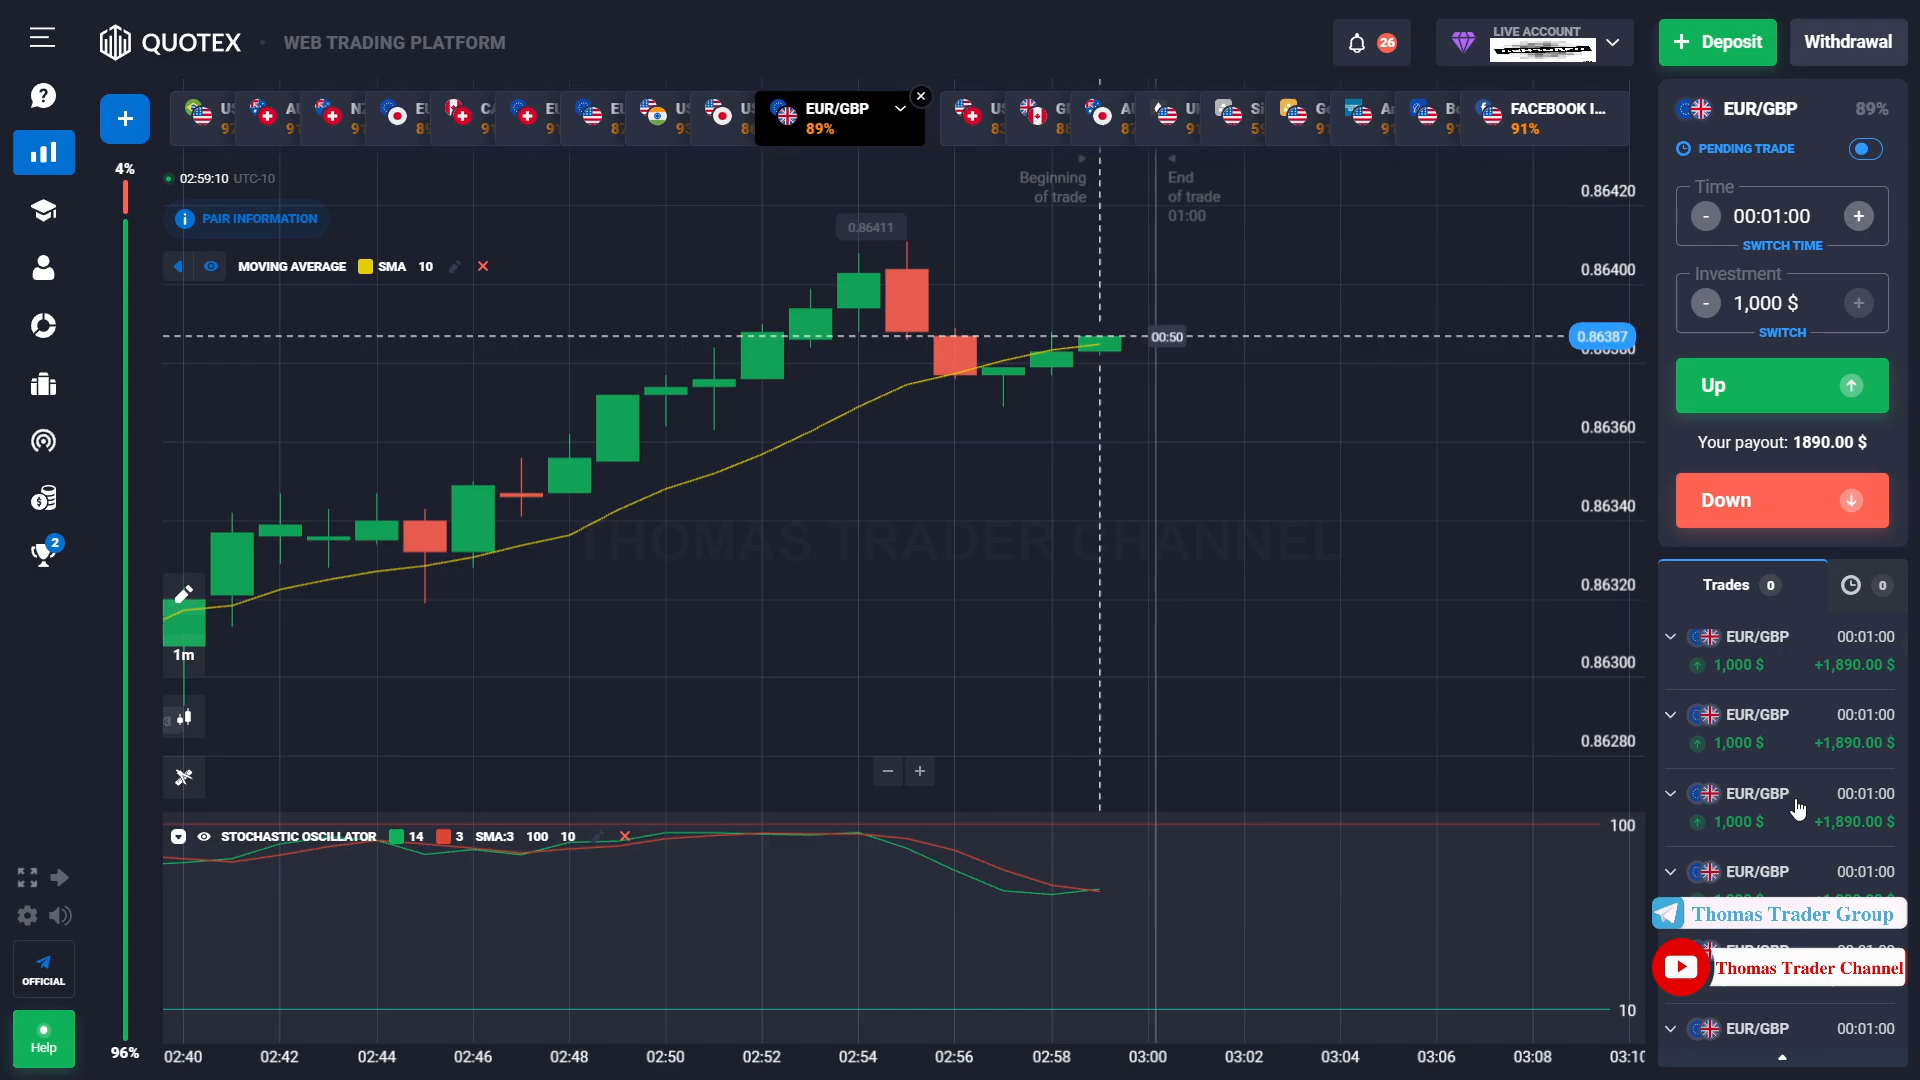 QUOTEX
WEB TRADING PLATFORM
26
LIVE ACCOUNT
+ Deposit
Withdrawal
+
EUR/GBP
89%
FACEBOOK I...
91%
4%
02:59:10 UTC-10
PAIR INFORMATION
MOVING AVERAGE SMA 10
Beginning
of trade
End
of trade
01:00
0.86411
00:50
0.86420
0.86400
0.86387
0.86360
0.86340
0.86320
0.86300
0.86280
THOMAS TRADER CHANNEL
1m
STOCHASTIC OSCILLATOR 14 3 SMA:3 100 10
100
10
02:40 02:42 02:44 02:46 02:48 02:50 02:52 02:54 02:56 02:58 03:00 03:02 03:04 03:06 03:08
96%
2
OFFICIAL
Help
EUR/GBP 89%
PENDING TRADE
Time
- 00:01:00 +
SWITCH TIME
Investment
- 1,000 $ +
SWITCH
Up
Your payout: 1890.00 $
Down
Trades 0
0
EUR/GBP 00:01:00
1,000 $ +1,890.00 $
EUR/GBP 00:01:00
1,000 $ +1,890.00 $
EUR/GBP 00:01:00
1,000 $ +1,890.00 $
EUR/GBP 00:01:00
Thomas Trader Group
Thomas Trader Channel
EUR/GBP 00:01:00